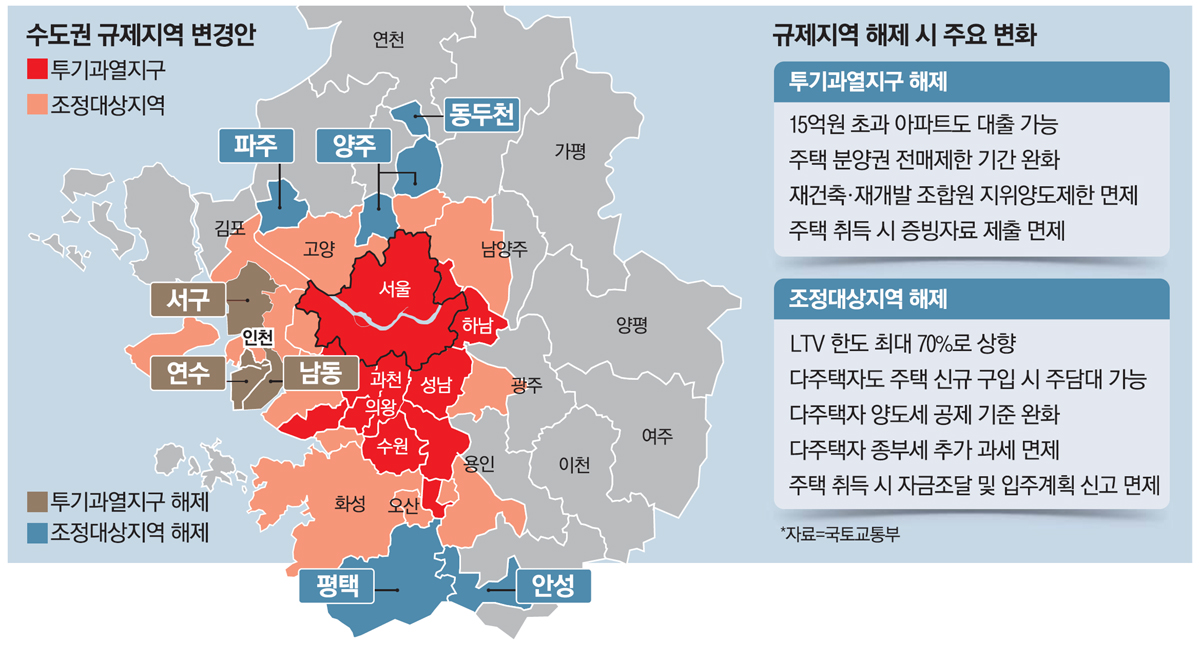 수도권 규제지역 변경안
투기과열지구
조정대상지역
연천
동두천
파주
양주
가평
김포
고양
남양주
서구
서울
인천
하남
양평
연수
남동
과천
성남
광주
의왕
수원
여주
용인
이천
화성
오산
투기과열지구 해제
조정대상지역 해제
평택
안성
규제지역 해제 시 주요 변화
투기과열지구 해제
15억원 초과 아파트도 대출 가능
주택 분양권 전매제한 기간 완화
재건축·재개발 조합원 지위양도제한 면제
주택 취득 시 증빙자료 제출 면제
조정대상지역 해제
LTV 한도 최대 70%로 상향
다주택자도 주택 신규 구입 시 주담대 가능
다주택자 양도세 공제 기준 완화
다주택자 종부세 추가 과세 면제
주택 취득 시 자금조달 및 입주계획 신고 면제
*자료=국토교통부